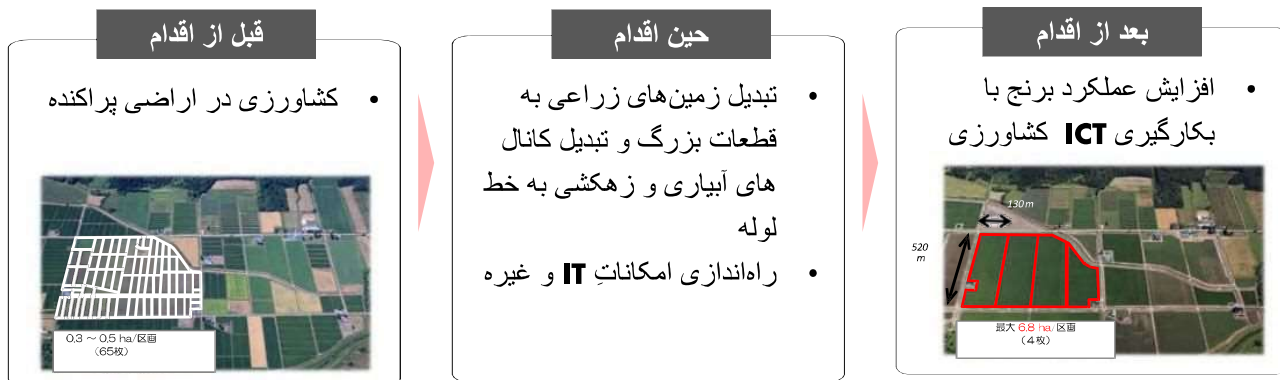 قبل از اقدام
• کشاورزی در اراضی پراکنده
0,3 ～ 0,5 ha/区画
(65枚)
حین اقدام
• تبدیل زمین‌های زراعی به
قطعات بزرگ و تبدیل کانال
های آبیاری و زهکشی به خط
لوله
• راه‌اندازی امکاناتِ IT و غیره
بعد از اقدام
• افزایش عملکرد برنج با
بکارگیری ICT کشاورزی
130 m
520
m
最大 6.8 ha/区画
(4枚)